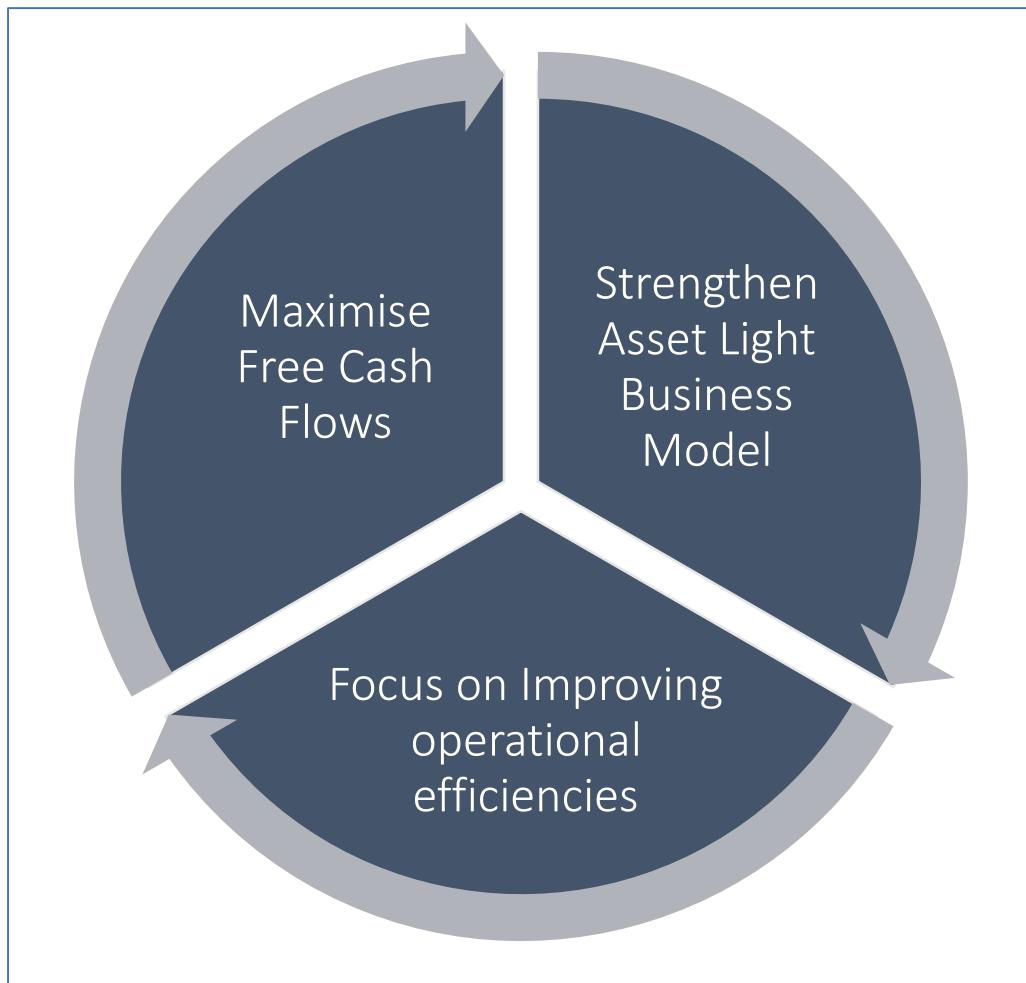 Maximise
Free Cash
Flows
Strengthen
Asset Light
Business
Model
Focus on Improving
operational
efficiencies